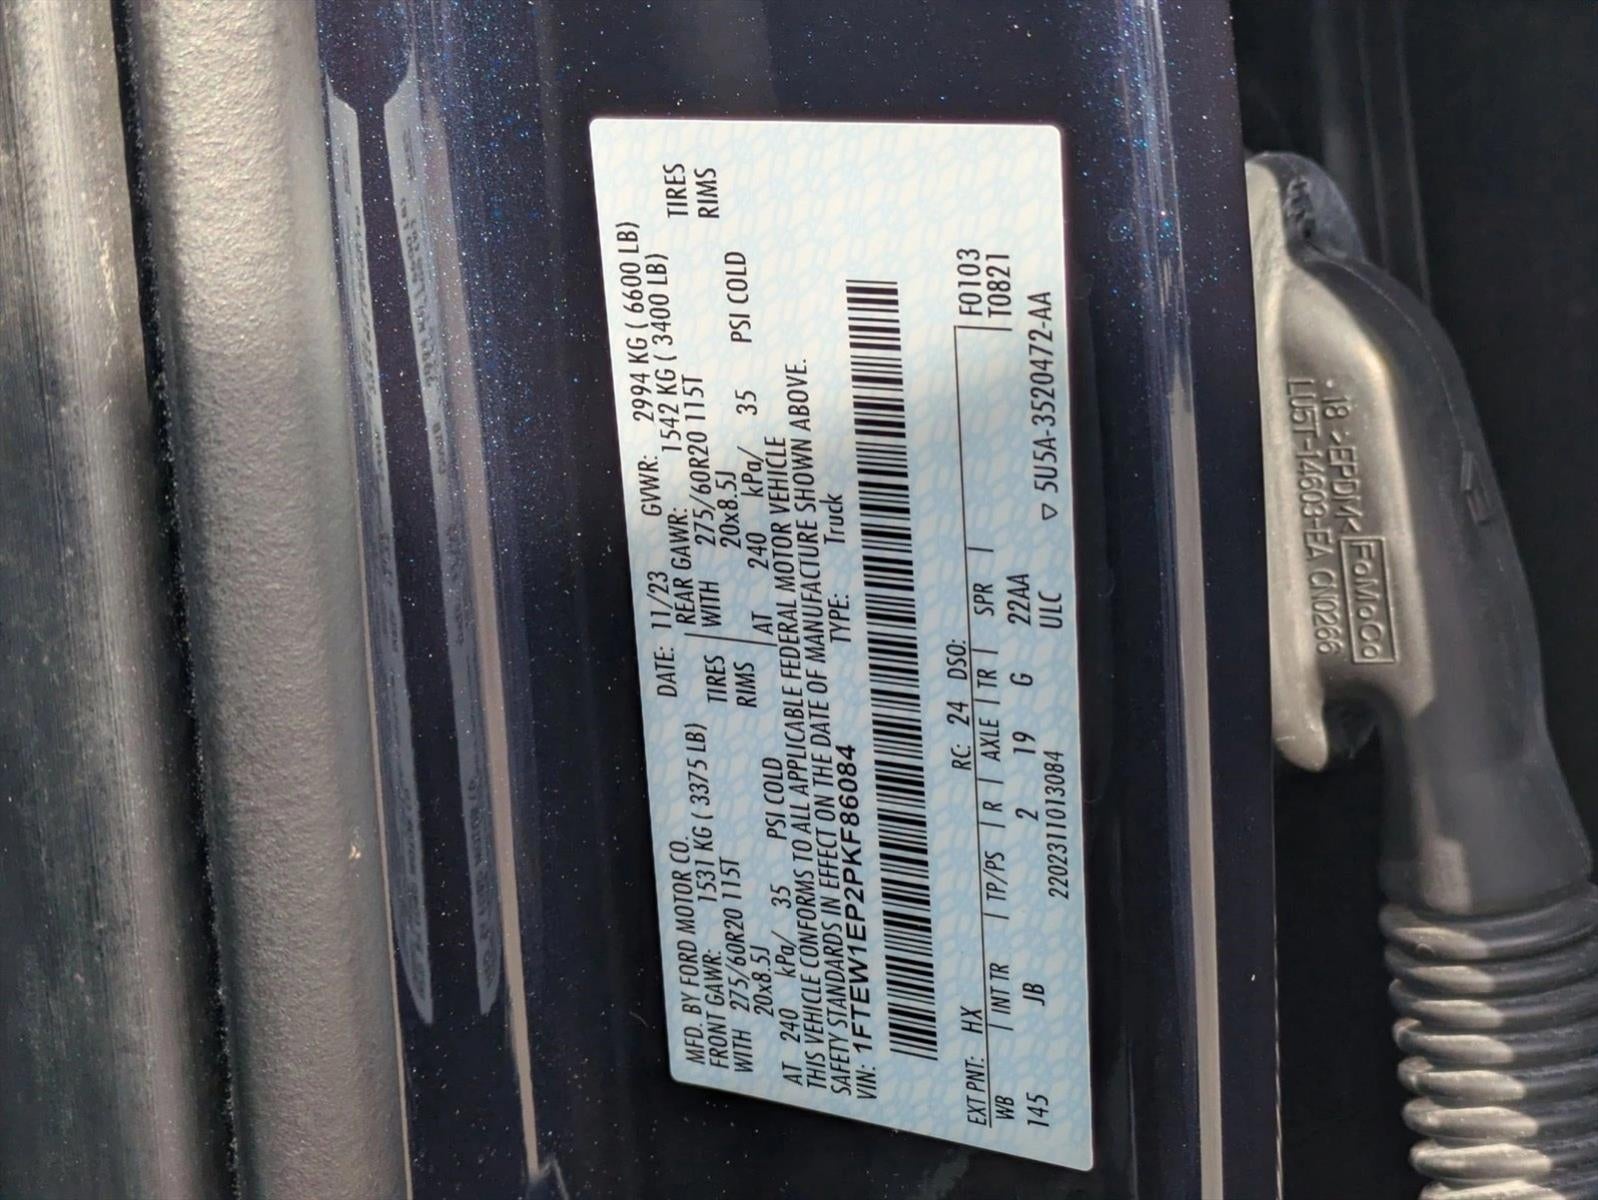 MFD. BY FORD MOTOR CO. DATE: 11/23 GVWR: 2994 KG ( 6600 LB)
FRONT GAWR: 1531 KG ( 3375 LB) REAR GAWR: 1542 KG ( 3400 LB)
WITH 275/60R20 115T TIRES WITH 275/60R20 115T TIRES
20x8.5J RIMS 20x8.5J RIMS
AT 240 kPa/ 35 PSI COLD AT 240 kPa/ 35 PSI COLD
THIS VEHICLE CONFORMS TO ALL APPLICABLE FEDERAL MOTOR VEHICLE
SAFETY STANDARDS IN EFFECT ON THE DATE OF MANUFACTURE SHOWN ABOVE.
VIN: 1FTEW1EP2PKF86084 TYPE: Truck
EXT PNT: HX RC: 24 DSO: F0103
WB | INT TR | TP/PS | R | AXLE | TR | SPR | T0821
145 JB 2 19 G 22AA
2202311013084 ULC ▽ 5U5A-3520472-AA
18 >EPDM<
LU5T-14603-EA CN0266
FoMoCo